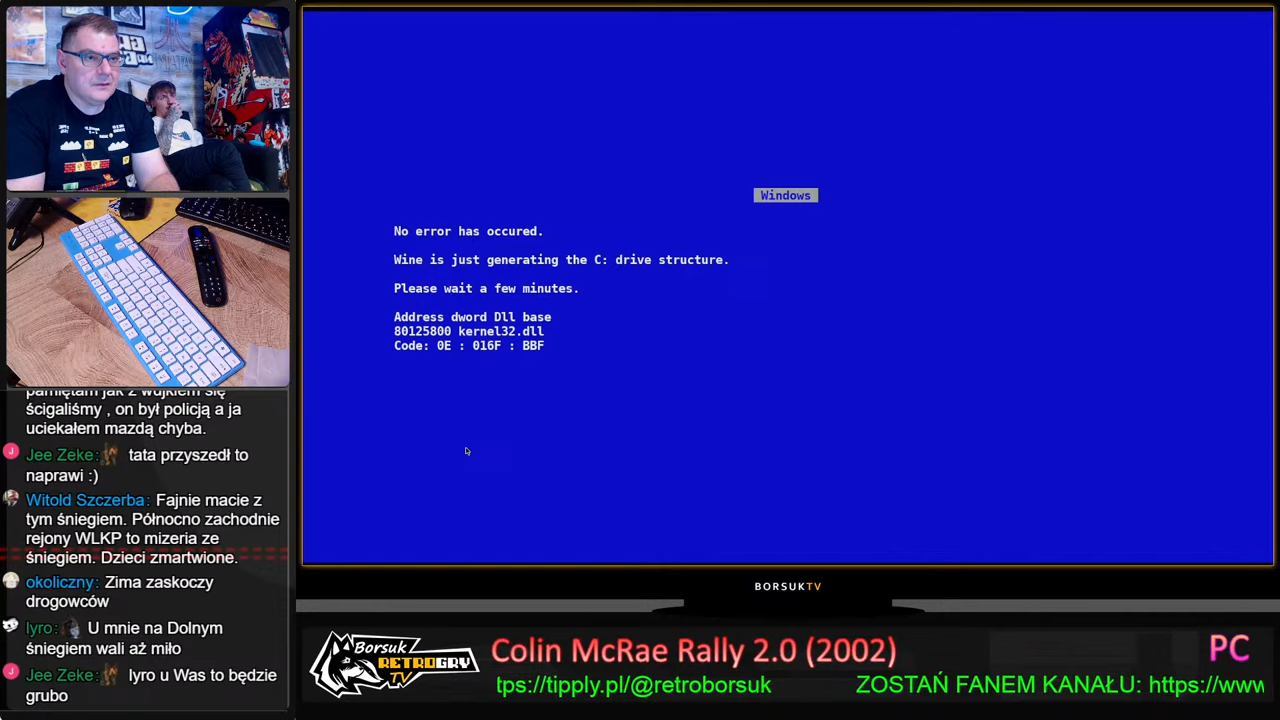 Windows
No error has occured.
Wine is just generating the C: drive structure.
Please wait a few minutes.
Address dword Dll base
80125800 kernel32.dll
Code: 0E : 016F : BBF
pamiętam jak z wujkiem się
ścigaliśmy , on był policją a ja
uciekałem mazdą chyba.
Jee Zeke: tata przyszedł to
naprawi :)
Witold Szczerba: Fajnie macie z
tym śniegiem. Północno zachodnie
rejony WLKP to mizeria ze
śniegiem. Dzieci zmartwione.
okoliczny: Zima zaskoczy
drogowców
lyro: U mnie na Dolnym
śniegiem wali aż miło
Jee Zeke: lyro u Was to będzie
grubo
BORSUKTV
Borsuk
RETROGRY
TV
Colin McRae Rally 2.0 (2002)
PC
tps://tipply.pl/@retroborsuk
ZOSTAŃ FANEM KANAŁU: https://www